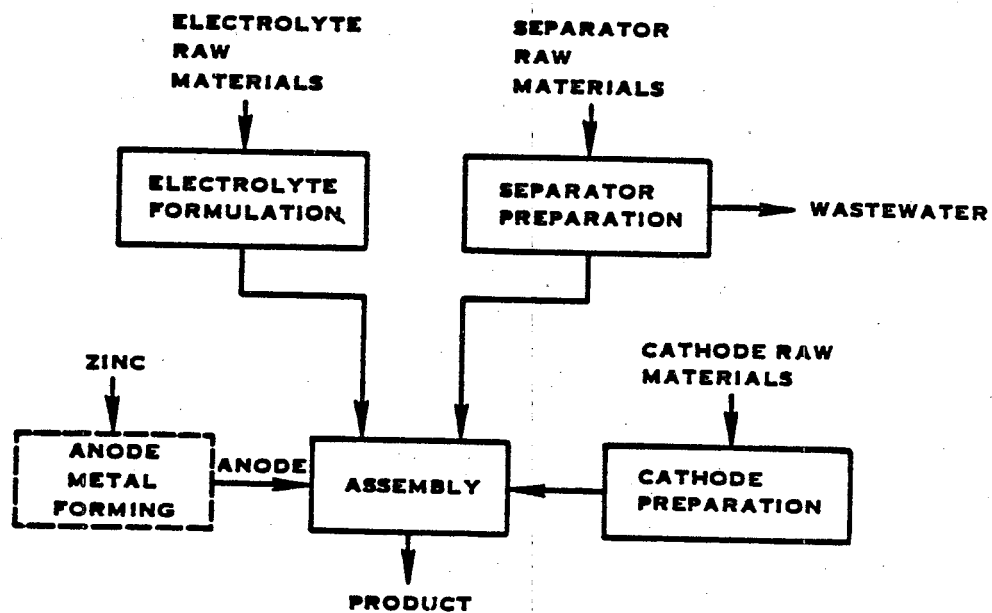 ELECTROLYTE
RAW
MATERIALS
SEPARATOR
RAW
MATERIALS
ELECTROLYTE
FORMULATION
SEPARATOR
PREPARATION
WASTEWATER
ZINC
CATHODE RAW
MATERIALS
ANODE
METAL
FORMING
ANODE
ASSEMBLY
CATHODE
PREPARATION
PRODUCT